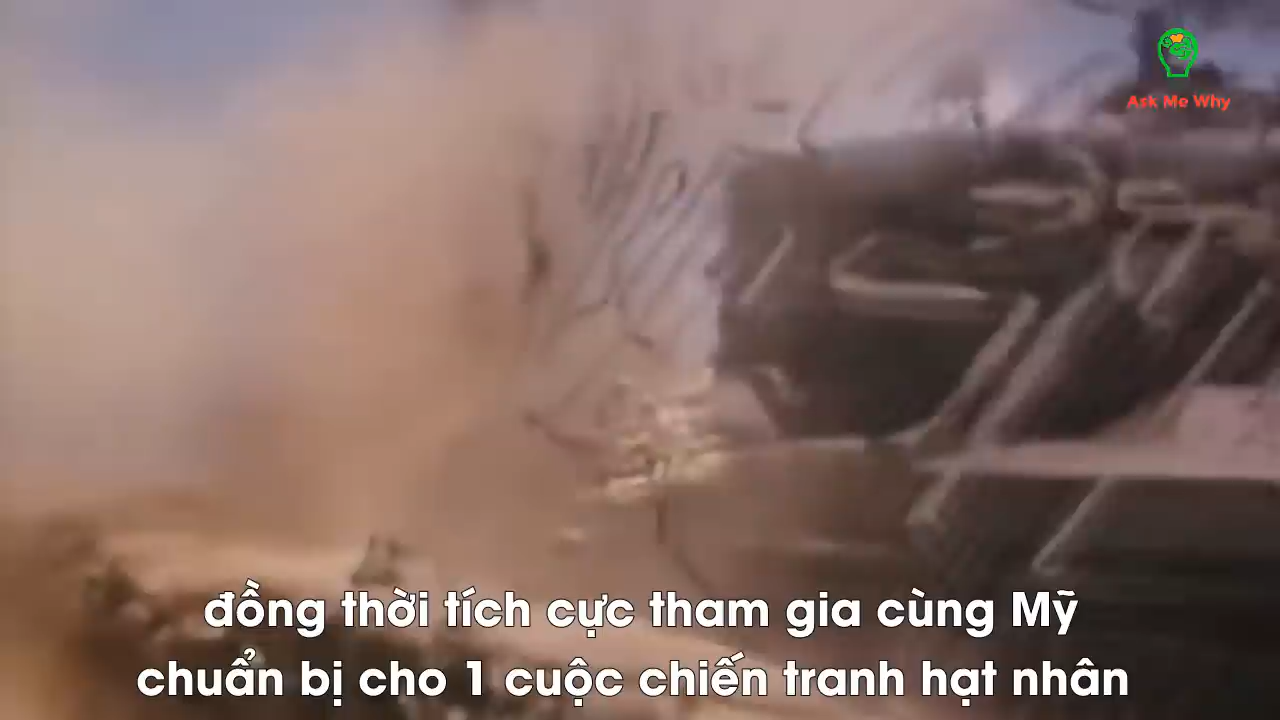 Ask Me Why
đồng thời tích cực tham gia cùng Mỹ
chuẩn bị cho 1 cuộc chiến tranh hạt nhân